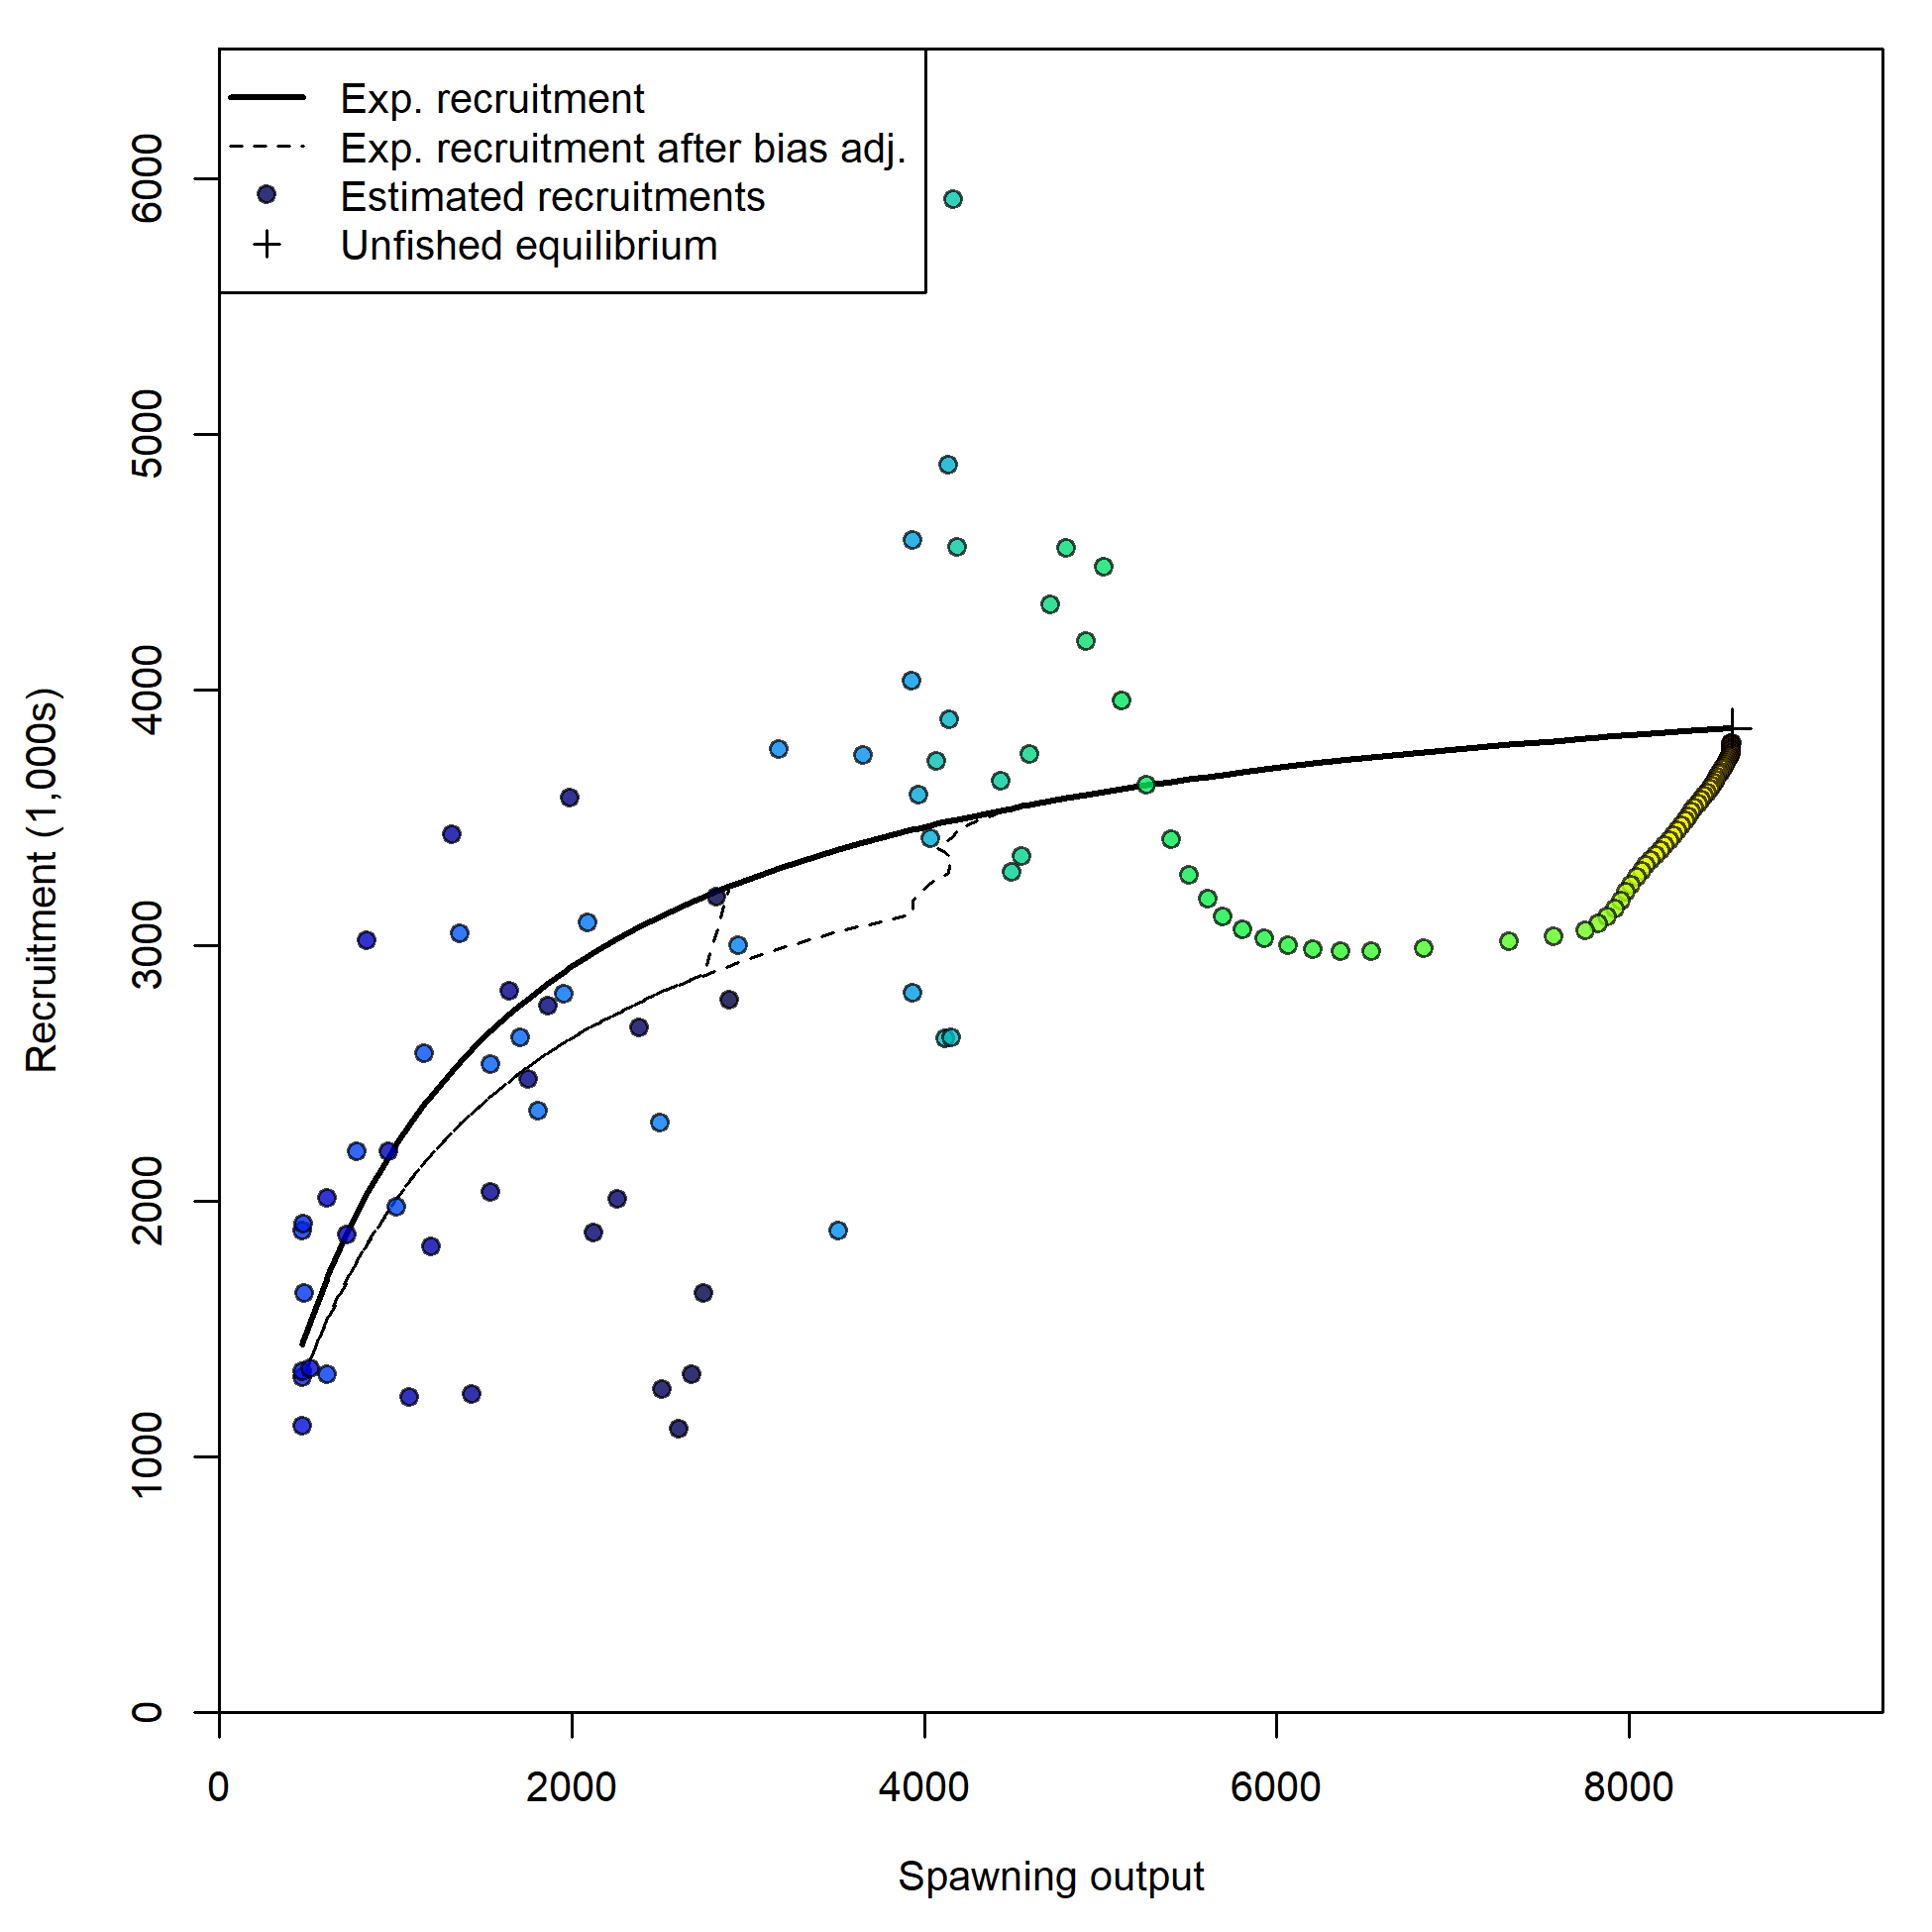 Exp. recruitment
Exp. recruitment after bias adj.
Estimated recruitments
Unfished equilibrium
6000
5000
4000
3000
2000
1000
0
Recruitment (1,000s)
0 2000 4000 6000 8000
Spawning output